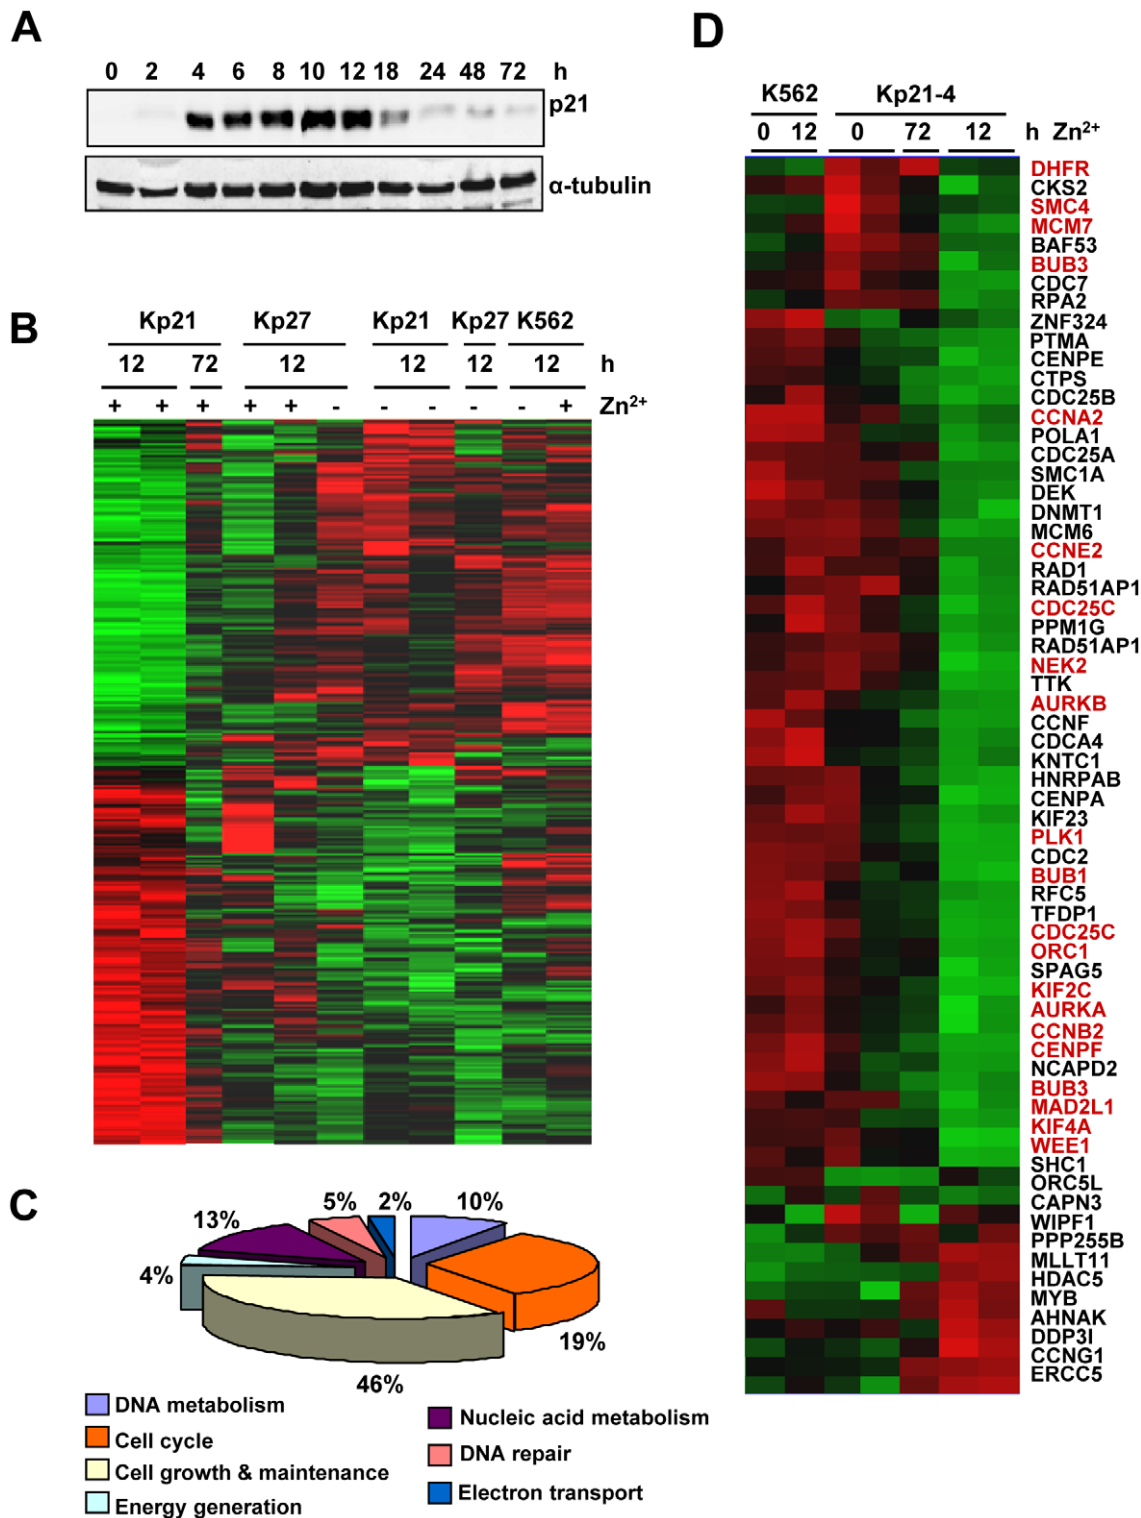 A
0 2 4 6 8 10 12 18 24 48 72 h
p21
α-tubulin
B
Kp21 Kp27 Kp21 Kp27 K562
12 72 12 12 12 12 h
+ + + + + - - - - - + Zn2+
C
13% 5% 2% 10%
4%
19%
46%
DNA metabolism
Cell cycle
Cell growth & maintenance
Energy generation
Nucleic acid metabolism
DNA repair
Electron transport
D
K562 Kp21-4
0 12 0 72 12 h Zn2+
DHFR
CKS2
SMC4
MCM7
BAF53
BUB3
CDC7
RPA2
ZNF324
PTMA
CENPE
CTPS
CDC25B
CCNA2
POLA1
CDC25A
SMC1A
DEK
DNMT1
MCM6
CCNE2
RAD1
RAD51AP1
CDC25C
PPM1G
RAD51AP1
NEK2
TTK
AURKB
CCNF
CDCA4
KNTC1
HNRPAB
CENPA
KIF23
PLK1
CDC2
BUB1
RFC5
TFDP1
CDC25C
ORC1
SPAG5
KIF2C
AURKA
CCNB2
CENPF
NCAPD2
BUB3
MAD2L1
KIF4A
WEE1
SHC1
ORC5L
CAPN3
WIPF1
PPP255B
MLLT11
HDAC5
MYB
AHNAK
DDP3I
CCNG1
ERCC5